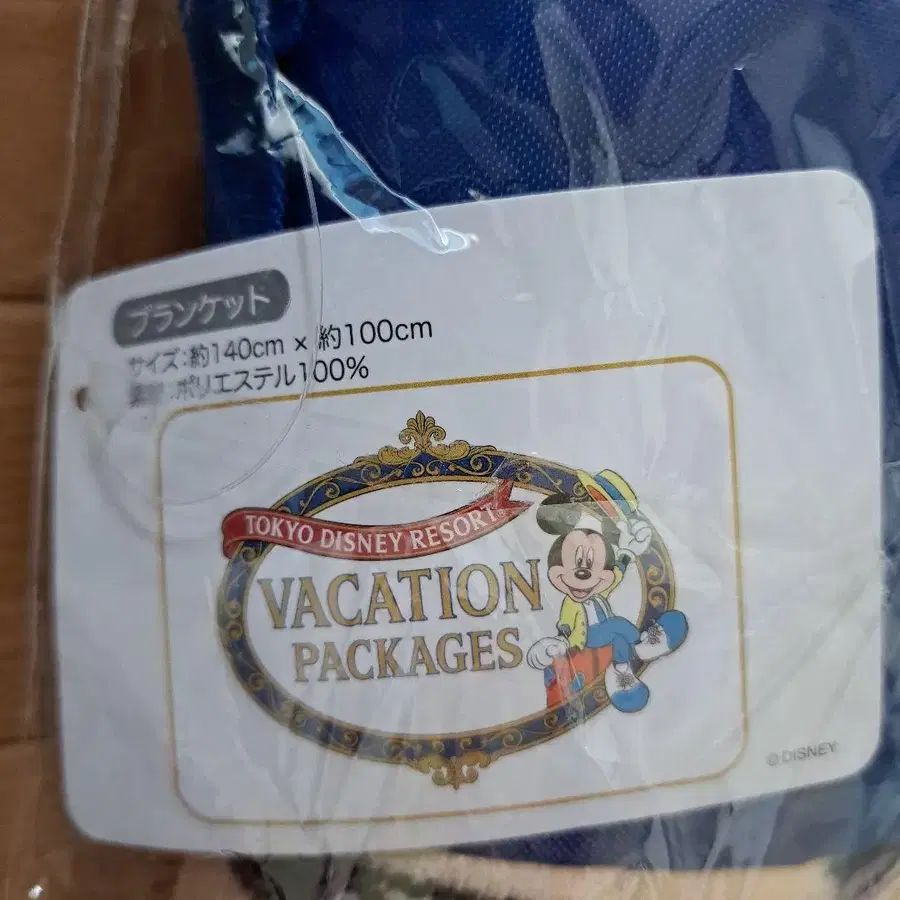 ブランケット
サイズ:約140cm × 約100cm
素材:ポリエステル100%
TOKYO DISNEY RESORT®
VACATION
PACKAGES
© DISNEY